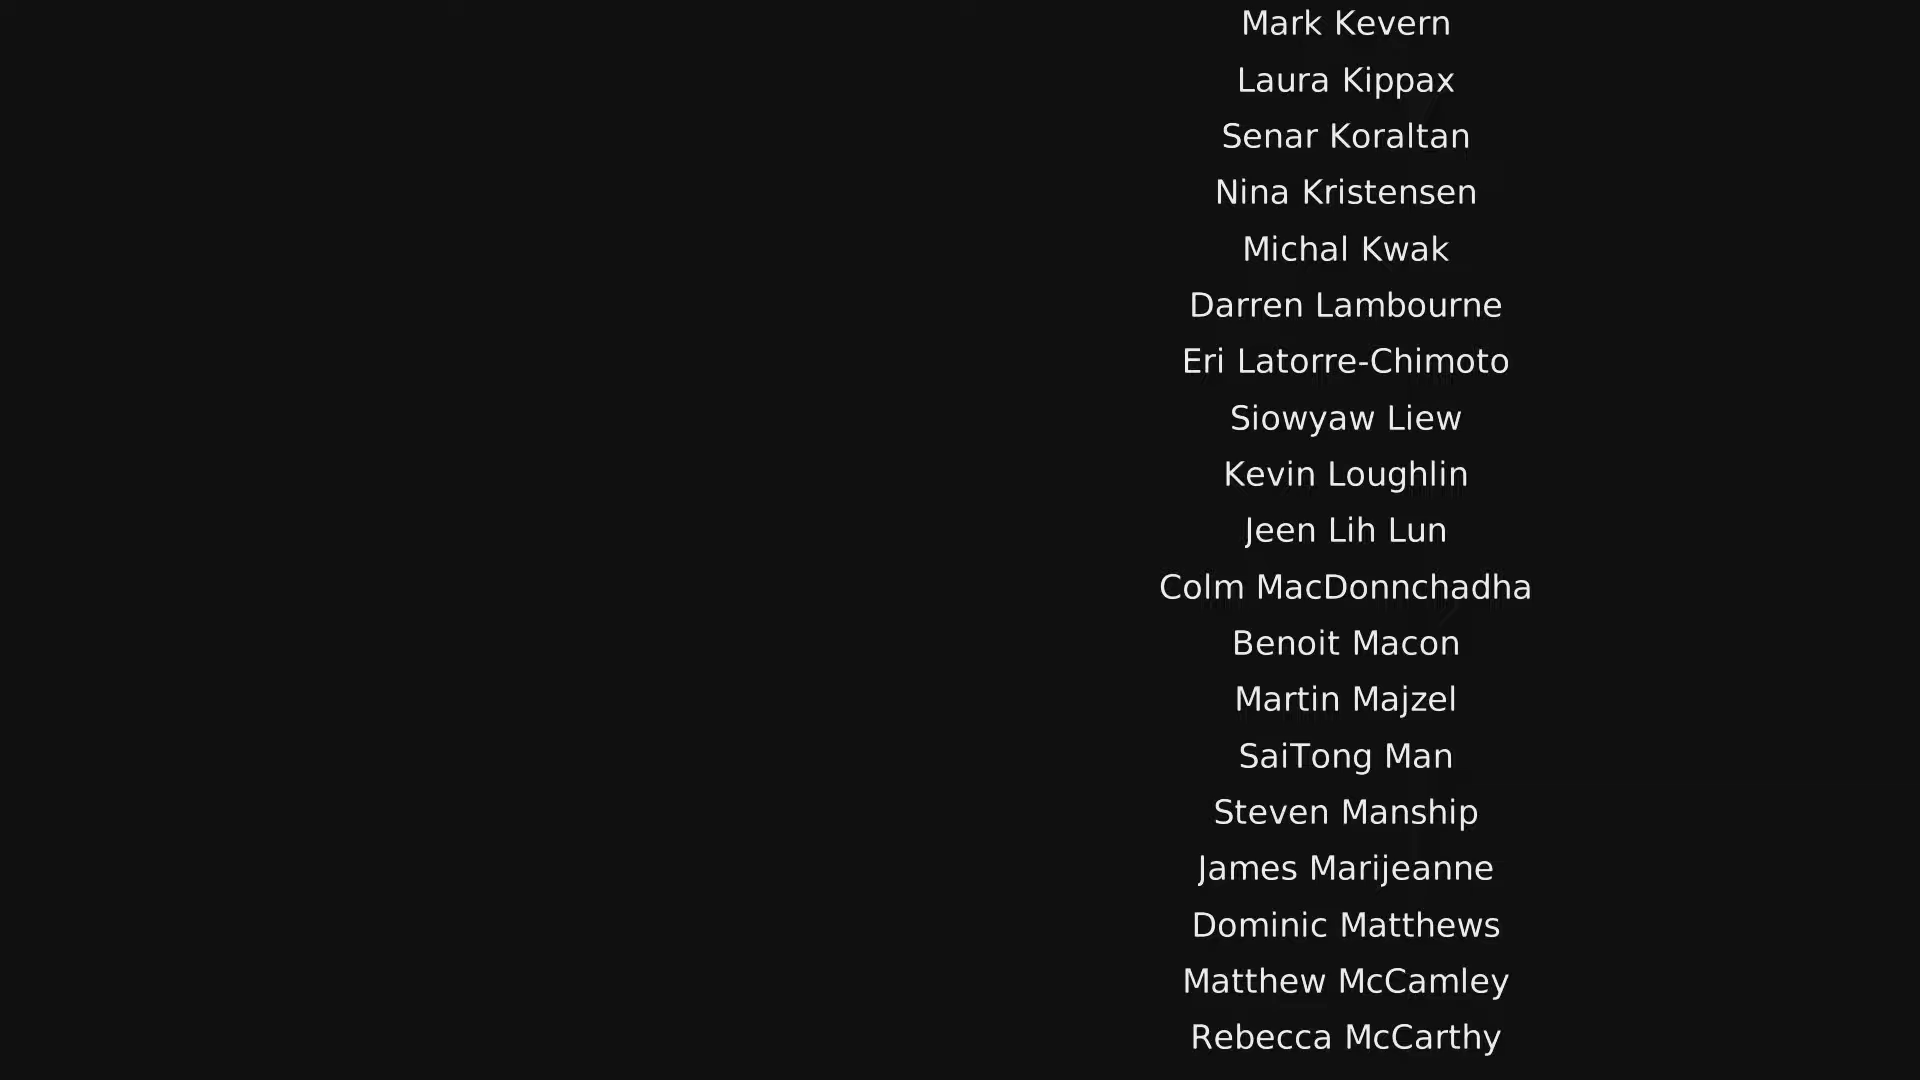 Mark Kevern
Laura Kippax
Senar Koraltan
Nina Kristensen
Michal Kwak
Darren Lambourne
Eri Latorre-Chimoto
Siowyaw Liew
Kevin Loughlin
Jeen Lih Lun
Colm MacDonnchadha
Benoit Macon
Martin Majzel
SaiTong Man
Steven Manship
James Marijeanne
Dominic Matthews
Matthew McCamley
Rebecca McCarthy